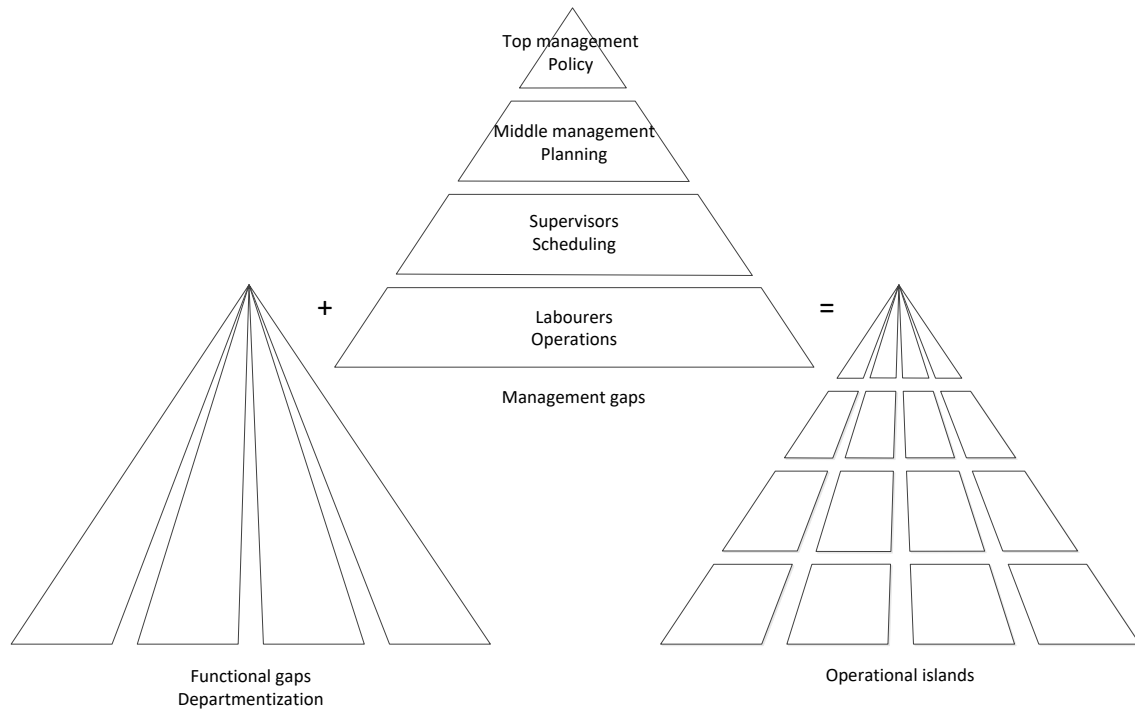 Top management
Policy
Middle management
Planning
Supervisors
Scheduling
+
Labourers
Operations
=
Management gaps
Functional gaps
Departmentization
Operational islands